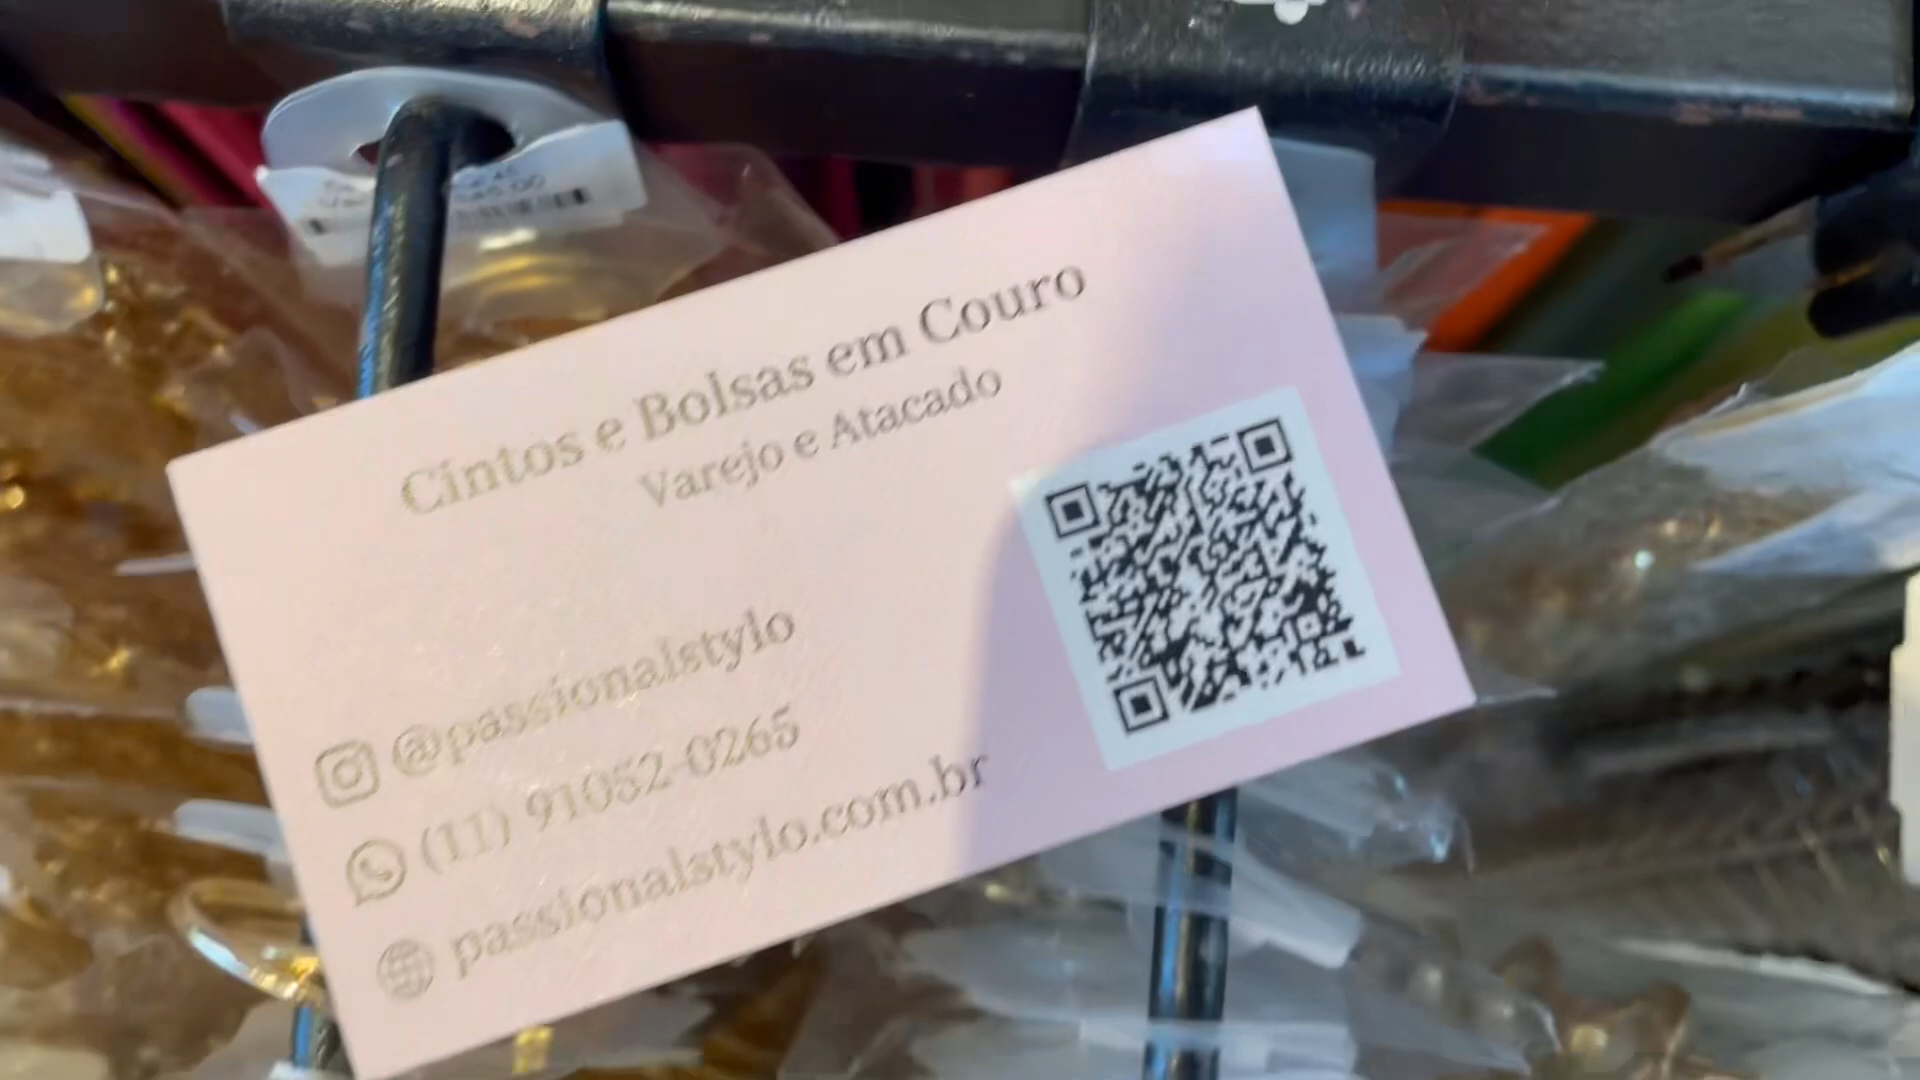 Cintos e Bolsas em Couro
Varejo e Atacado
@passionalstylo
(11) 91052-0265
passionalstylo.com.br